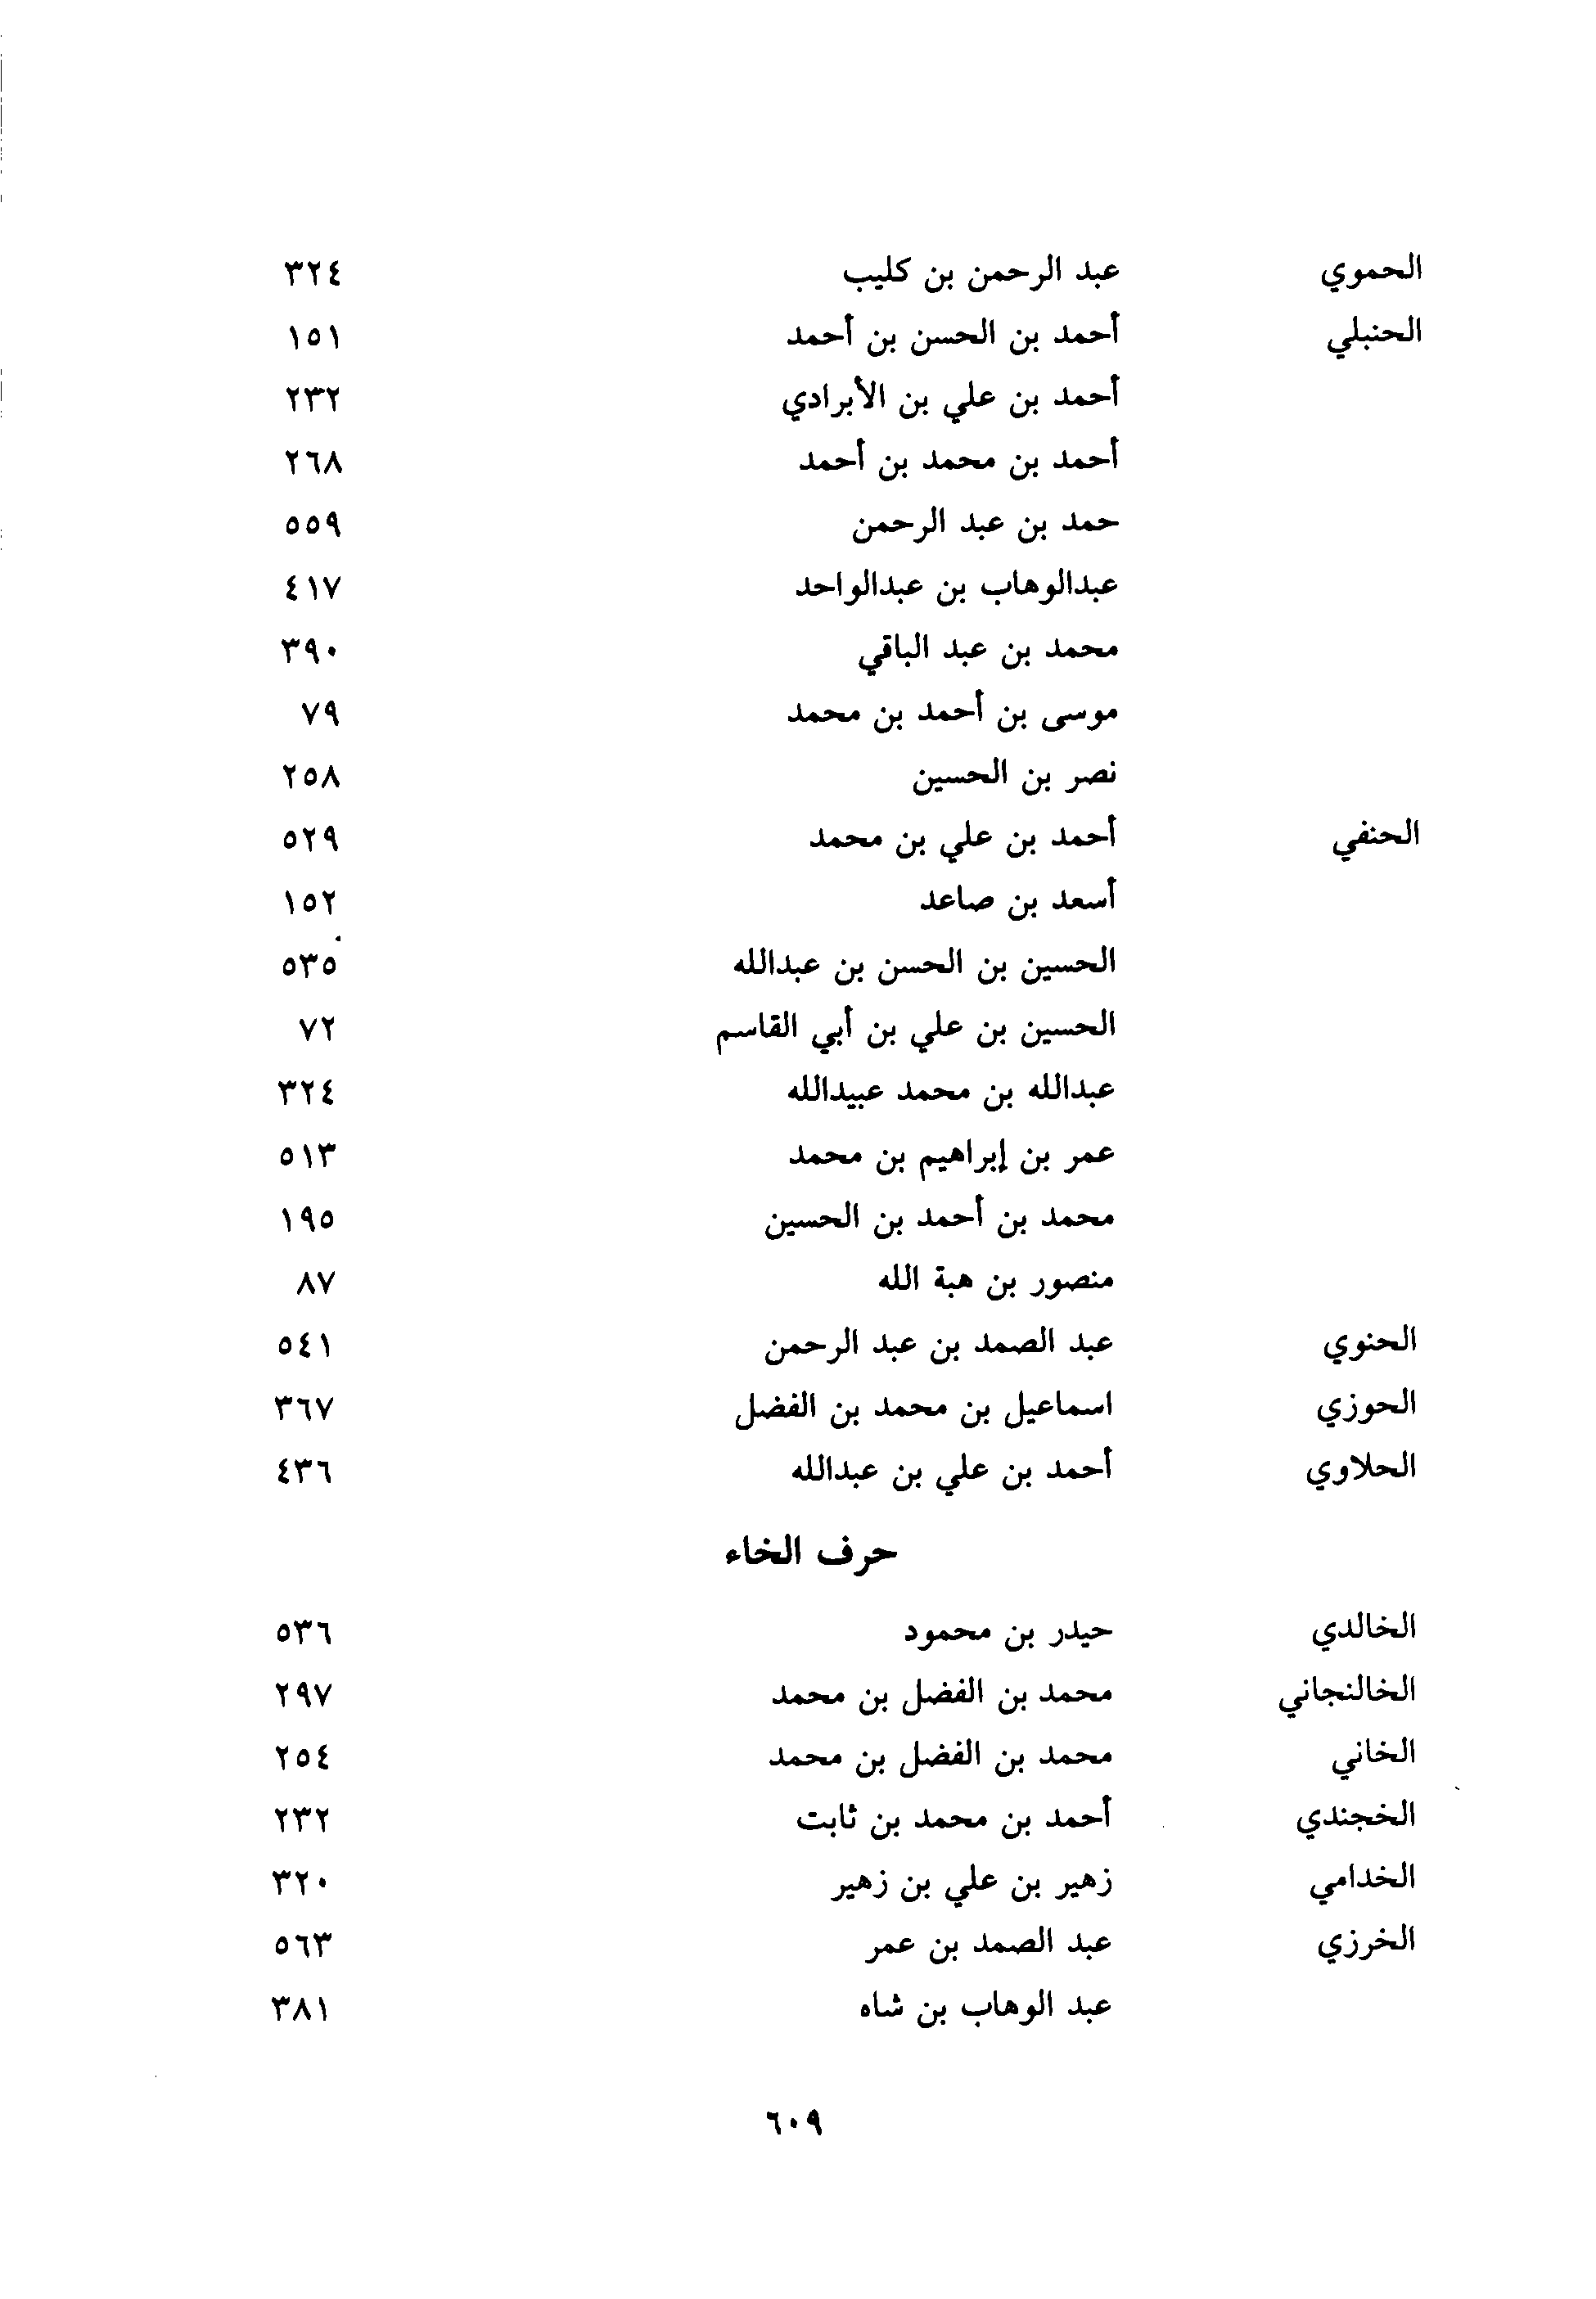 الحموي عبد الرحمن بن كليب ٣٢٤
الحنبلي أحمد بن الحسن بن أحمد ١٥١
أحمد بن علي بن الأبرادي ٢٣٢
أحمد بن محمد بن أحمد ٢٦٨
حمد بن عبد الرحمن ٥٥٩
عبدالوهاب بن عبدالواحد ٤١٧
محمد بن عبد الباقي ٣٩٠
موسى بن أحمد بن محمد ٧٩
نصر بن الحسين ٢٥٨
الحنفي أحمد بن علي بن محمد ٥٢٩
أسعد بن صاعد ١٥٢
الحسين بن الحسن بن عبدالله ٥٣٥
الحسين بن علي بن أبي القاسم ٧٢
عبدالله بن محمد عبيدالله ٣٢٤
عمر بن إبراهيم بن محمد ٥١٣
محمد بن أحمد بن الحسين ١٩٥
منصور بن هبة الله ٨٧
الحنوي عبد الصمد بن عبد الرحمن ٥٤١
الحوزي اسماعيل بن محمد بن الفضل ٣٦٧
الحلاوي أحمد بن علي بن عبدالله ٤٣٦
حرف الخاء
الخالدي حيدر بن محمود ٥٣٦
الخالنجاني محمد بن الفضل بن محمد ٢٩٧
الخاني محمد بن الفضل بن محمد ٢٥٤
الخجندي أحمد بن محمد بن ثابت ٢٣٢
الخدامي زهير بن علي بن زهير ٣٢٠
الخرزي عبد الصمد بن عمر ٥٦٣
عبد الوهاب بن شاه ٣٨١
٦٠٩